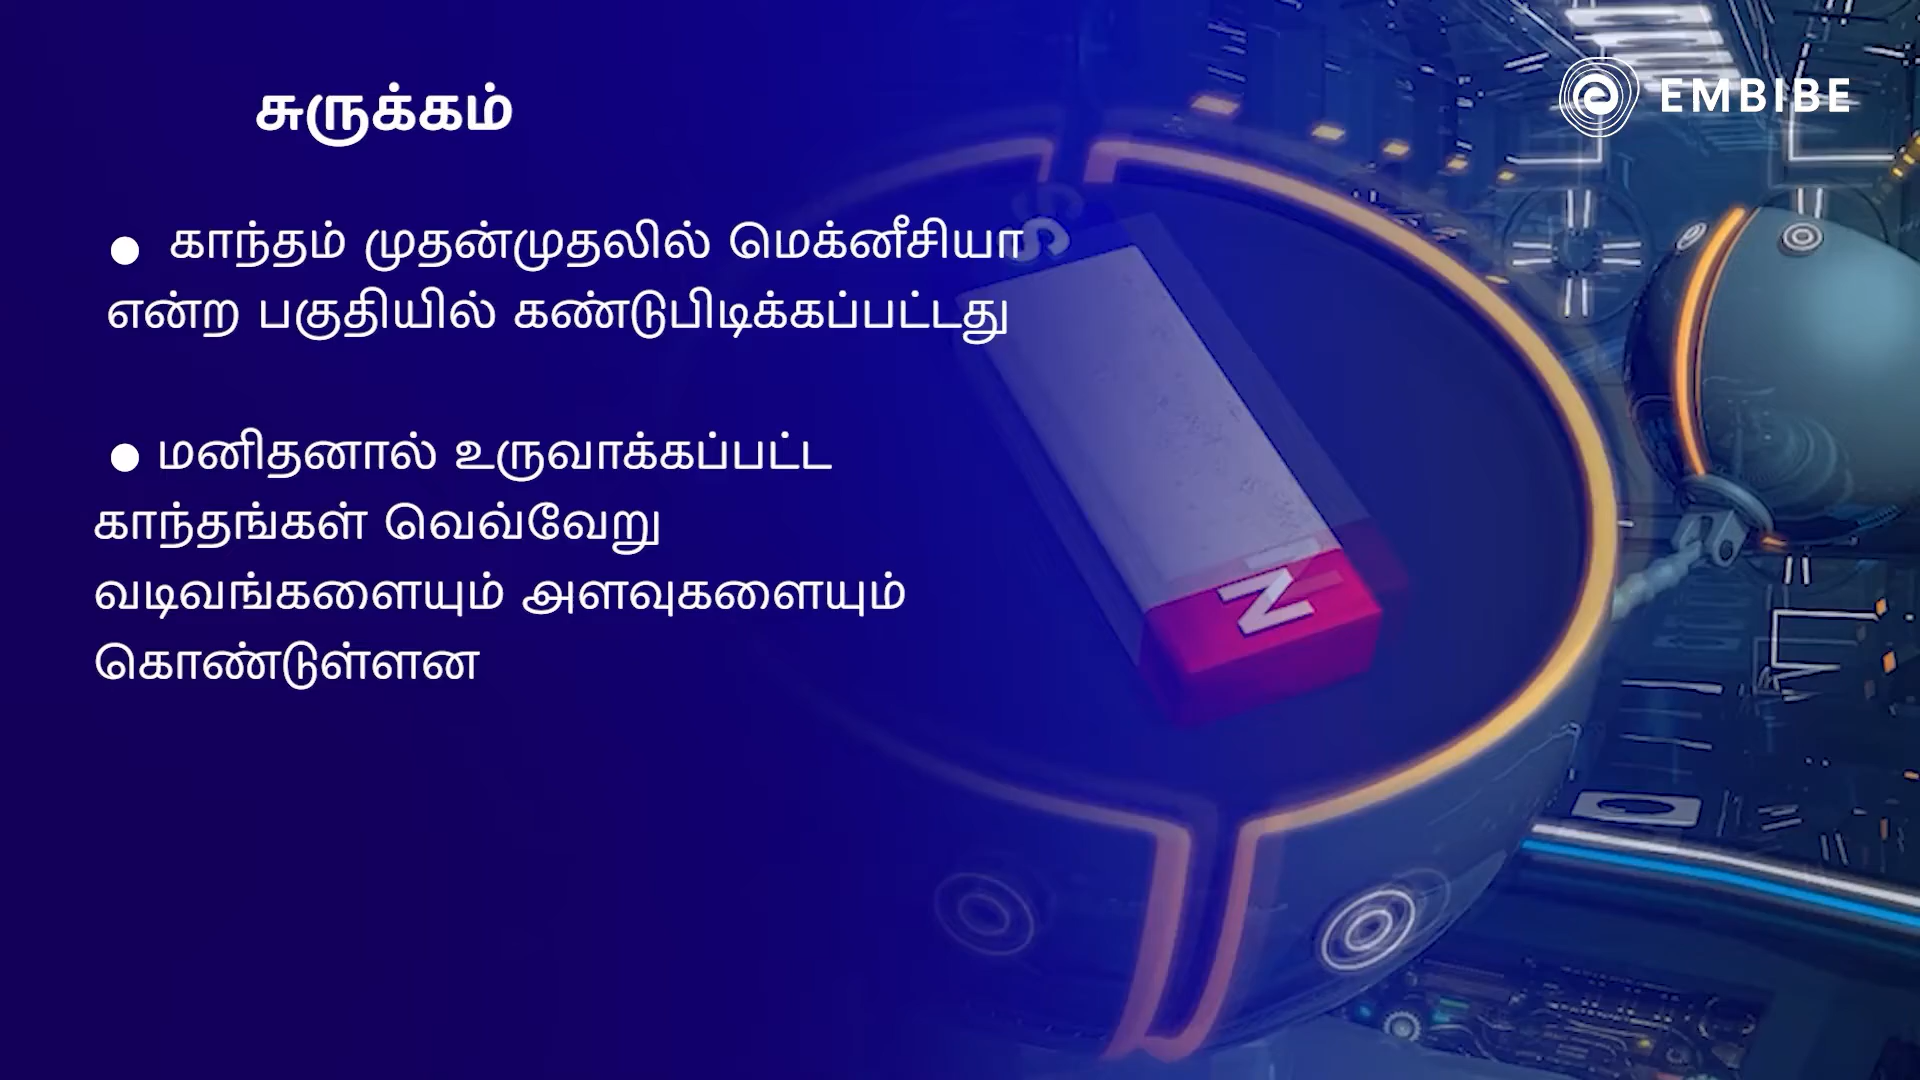 சுருக்கம்
EMBIBE
● காந்தம் முதன்முதலில் மெக்னீசியா
என்ற பகுதியில் கண்டுபிடிக்கப்பட்டது
● மனிதனால் உருவாக்கப்பட்ட
காந்தங்கள் வெவ்வேறு
வடிவங்களையும் அளவுகளையும்
கொண்டுள்ளன
S
N